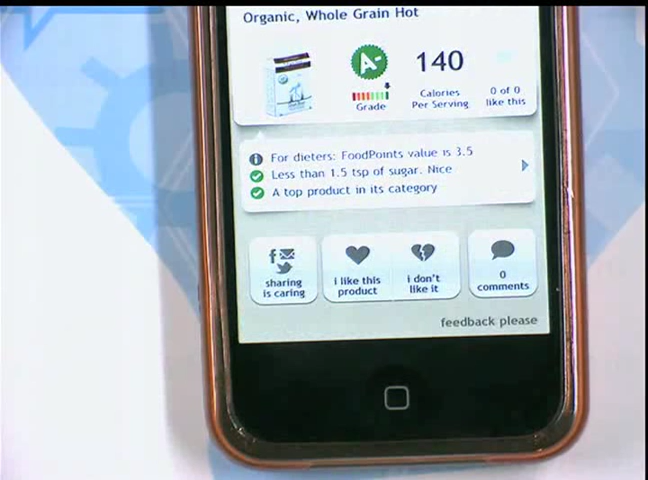 Organic, Whole Grain Hot
A-
140
Grade
Calories
Per Serving
0 of 0
like this
For dieters: FoodPoints value is 3.5
Less than 1.5 tsp of sugar. Nice
A top product in its category
sharing
is caring
i like this
product
i don't
like it
0
comments
feedback please